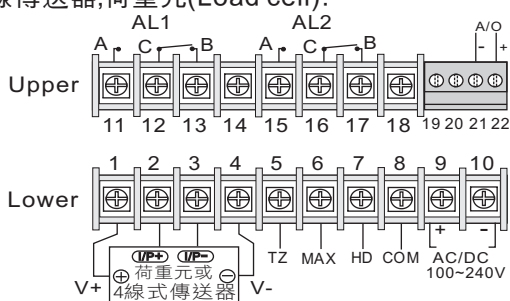 線傳送器,荷重元(Load cell).
AL1 AL2 A/O
A C B A C B - +
Upper
11 12 13 14 15 16 17 18 19 20 21 22
1 2 3 4 5 6 7 8 9 10
Lower
+ -
I/P+ I/P- TZ MAX HD COM AC/DC
100~240V
⊕ 荷重元或 ⊖
V+ 4線式傳送器 V-